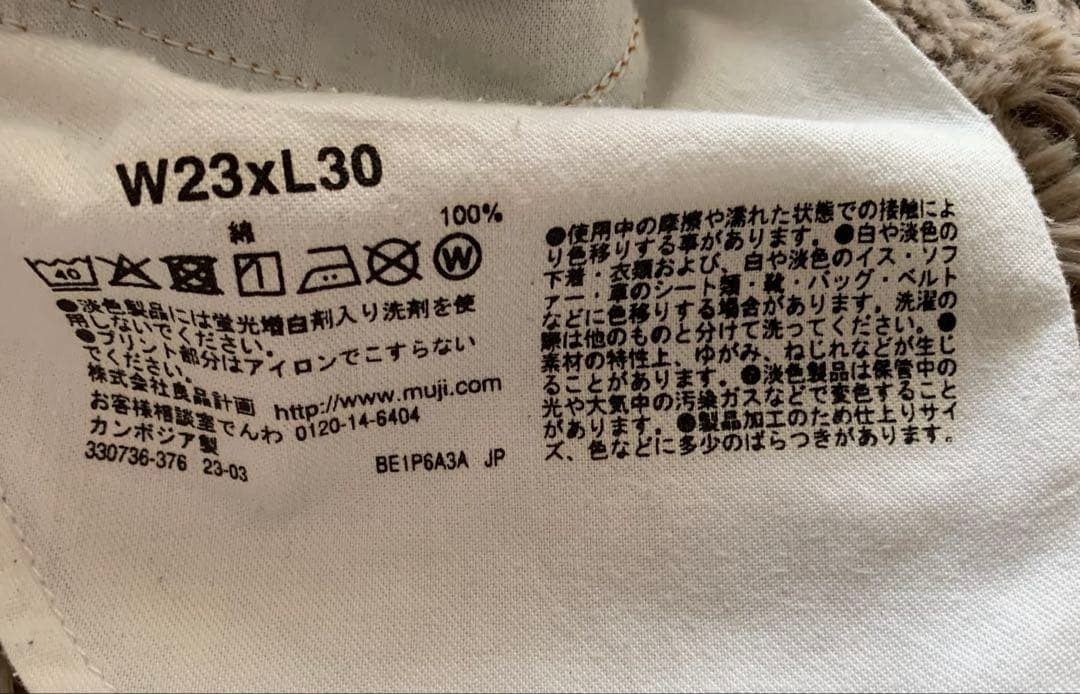 W23xL30
綿 100%
40
W
●淡色製品には蛍光増白剤入り洗剤を使
用しないでください。
●プリント部分はアイロンでこすらない
でください。
株式会社良品計画 http://www.muji.com
お客様相談室でんわ 0120-14-6404
カンボジア製
330736-376 23-03
BE1P6A3A JP
●使用中の摩擦や濡れた状態での接触によ
り色移りする事があります。●白や淡色の
下着・衣類および、白や淡色のイス・ソフ
ァー・車のシート類・靴・バッグ・ベルト
などに色移りする場合があります。洗濯の
際は他のものと分けて洗ってください。●
素材の特性上、ゆがみ、ねじれなどが生じ
ることがあります。●淡色製品は保管中の
光や大気中の汚染ガスなどで変色すること
があります。●製品加工のため仕上りサイ
ズ、色などに多少のばらつきがあります。